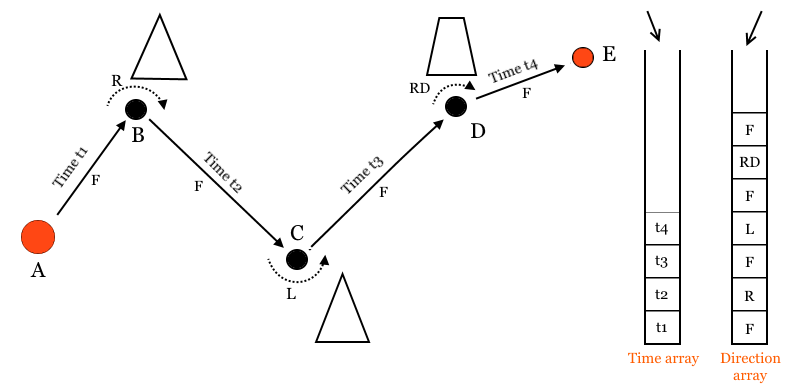 R
B
Time t1
F
A
Time t2
F
C
L
Time t3
F
RD
D
Time t4
F
E
t4
t3
t2
t1
Time array
F
RD
F
L
F
R
F
Direction
array